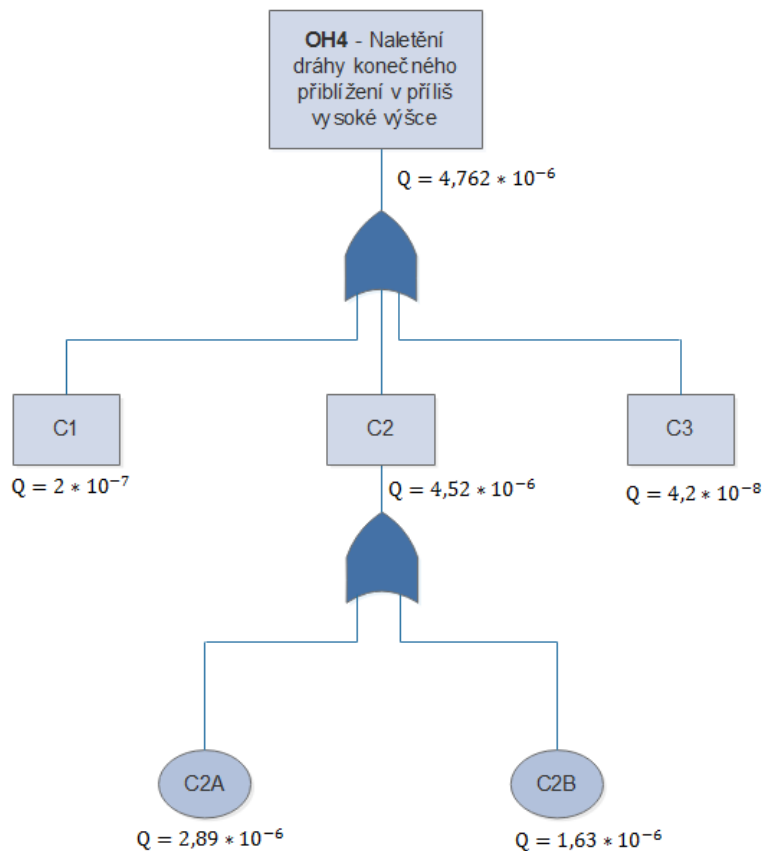 OH4 - Naletění
dráhy konečného
přiblížení v příliš
vysoké výšce
Q = 4,762 * 10⁻⁶
C1
C2
C3
Q = 2 * 10⁻⁷
Q = 4,52 * 10⁻⁶
Q = 4,2 * 10⁻⁸
C2A
C2B
Q = 2,89 * 10⁻⁶
Q = 1,63 * 10⁻⁶